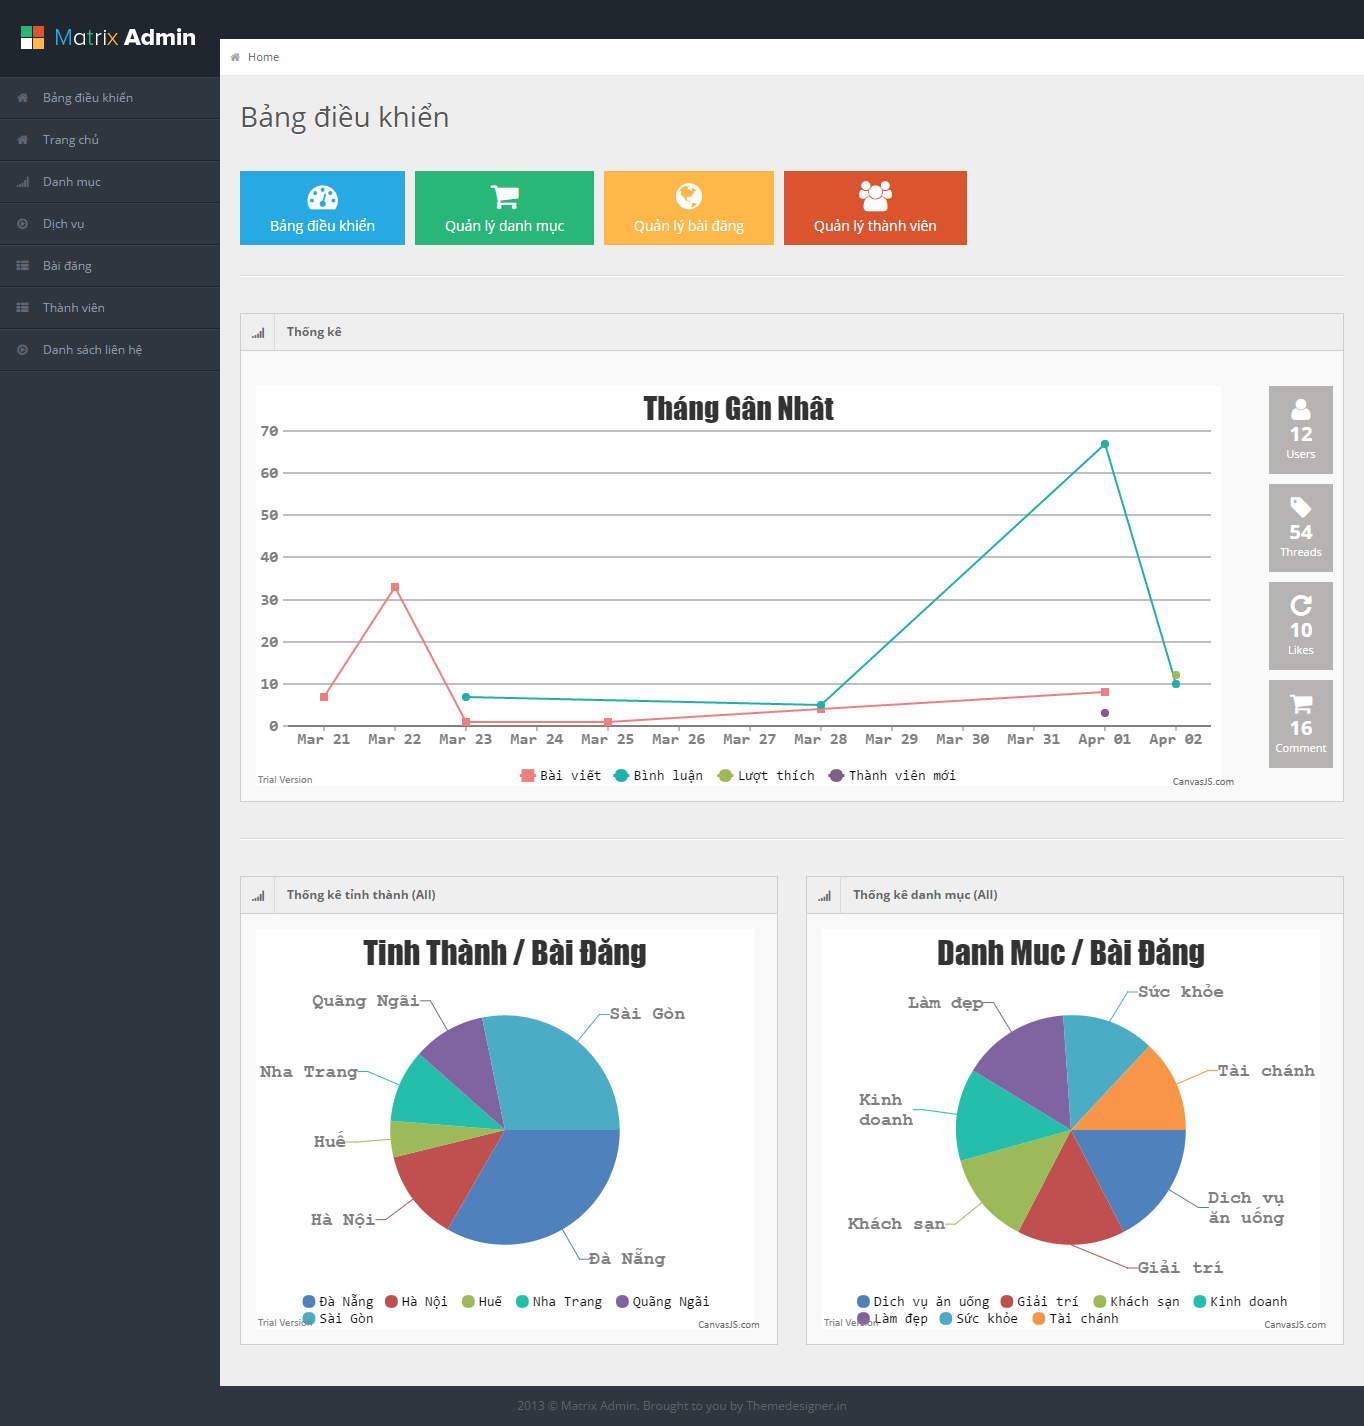 Matrix Admin
Home
Bảng điều khiển
Trang chủ
Danh mục
Dịch vụ
Bài đăng
Thành viên
Danh sách liên hệ
Bảng điều khiển
Bảng điều khiển
Quản lý danh mục
Quản lý bài đăng
Quản lý thành viên
Thống kê
Tháng Gân Nhât
70
60
50
40
30
20
10
0
Mar 21 Mar 22 Mar 23 Mar 24 Mar 25 Mar 26 Mar 27 Mar 28 Mar 29 Mar 30 Mar 31 Apr 01 Apr 02
Bài viết Bình luận Lượt thích Thành viên mới
Trial Version
CanvasJS.com
12
Users
54
Threads
10
Likes
16
Comment
Thống kê tỉnh thành (All)
Tinh Thành / Bài Đăng
Quãng Ngãi
Sài Gòn
Nha Trang
Huế
Hà Nội
Đà Nẵng
Đà Nẵng Hà Nội Huế Nha Trang Quãng Ngãi
Sài Gòn
Trial Version
CanvasJS.com
Thống kê danh mục (All)
Danh Muc / Bài Đăng
Làm đẹp
Sức khỏe
Tài chánh
Kinh
doanh
Dich vụ
ăn uống
Khách sạn
Giải trí
Dich vụ ăn uống Giải trí Khách sạn Kinh doanh
Làm đẹp Sức khỏe Tài chánh
Trial Version
CanvasJS.com
2013 © Matrix Admin. Brought to you by Themedesigner.in